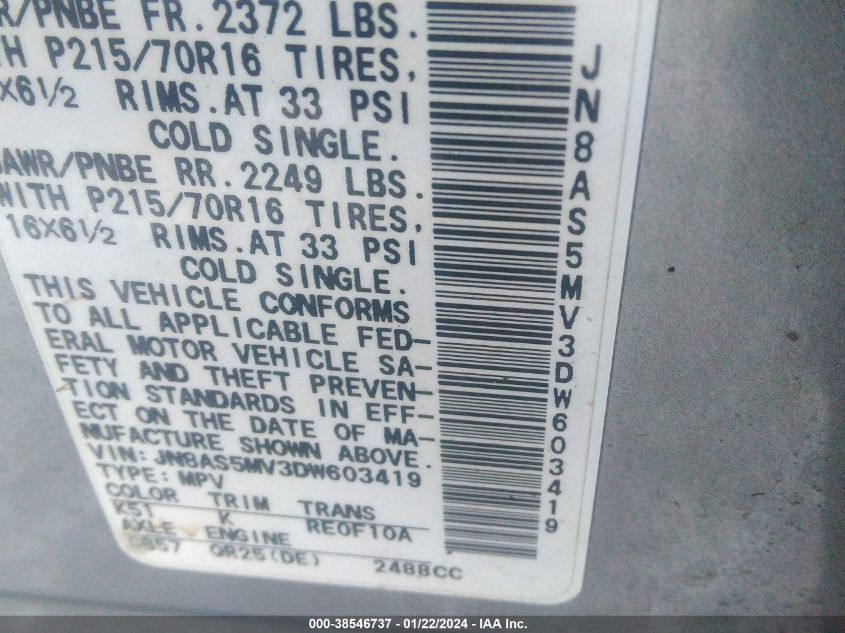 R/PNBE FR.2372 LBS.
TH P215/70R16 TIRES,
X6½ RIMS.AT 33 PSI
COLD SINGLE.
GAWR/PNBE RR.2249 LBS.
WITH P215/70R16 TIRES,
16X6½ RIMS.AT 33 PSI
COLD SINGLE.
THIS VEHICLE CONFORMS
TO ALL APPLICABLE FED-
ERAL MOTOR VEHICLE SA-
FETY AND THEFT PREVEN-
TION STANDARDS IN EFF-
ECT ON THE DATE OF MA-
NUFACTURE SHOWN ABOVE.
VIN: JN8AS5MV3DW603419
TYPE: MPV
COLOR TRIM TRANS
K51 K RE0F10A
AXLE ENGINE
QR25(DE) 2488CC
JN8AS5MV3DW603419
000-38546737 - 01/22/2024 - IAA Inc.